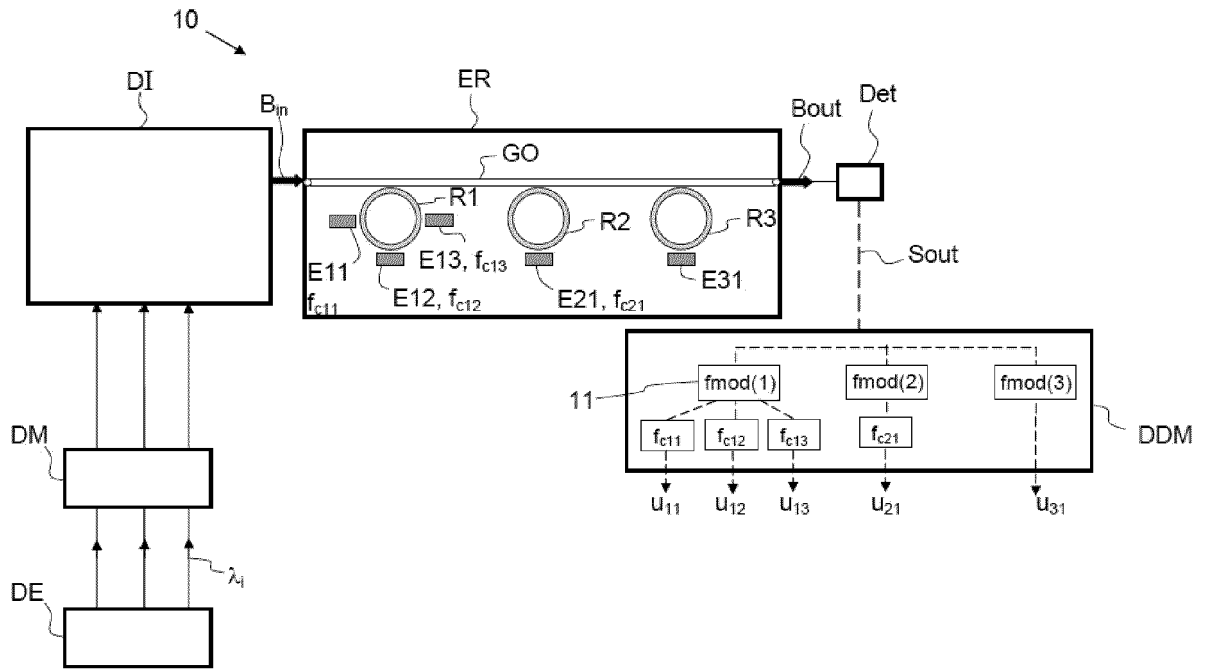 10
DI
B_in
ER
Bout
Det
GO
R1
R2
R3
E11
f_c11
E13, f_c13
E12, f_c12
E21, f_c21
E31
Sout
11
fmod(1)
fmod(2)
fmod(3)
f_c11
f_c12
f_c13
f_c21
DDM
u_11
u_12
u_13
u_21
u_31
DM
λ_i
DE